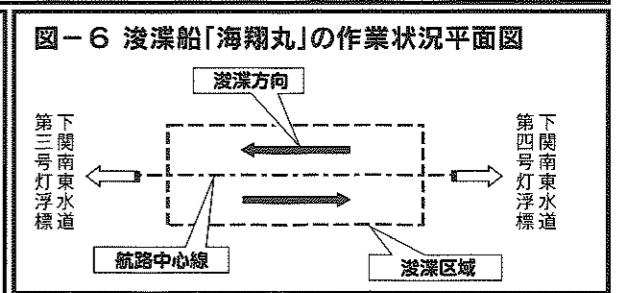 図－6 浚渫船「海翔丸」の作業状況平面図
浚渫方向
下関南東水道
第三号灯浮標
下関南東水道
第四号灯浮標
航路中心線
浚渫区域